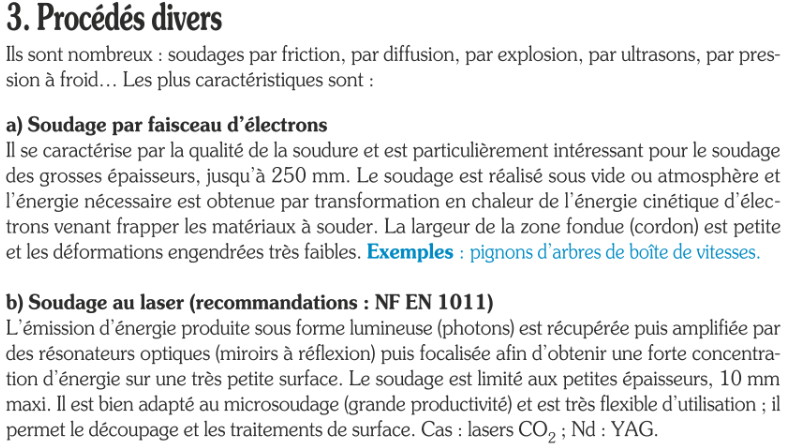 3. Procédés divers
Ils sont nombreux : soudages par friction, par diffusion, par explosion, par ultrasons, par pres-
sion à froid… Les plus caractéristiques sont :
a) Soudage par faisceau d’électrons
Il se caractérise par la qualité de la soudure et est particulièrement intéressant pour le soudage
des grosses épaisseurs, jusqu’à 250 mm. Le soudage est réalisé sous vide ou atmosphère et
l’énergie nécessaire est obtenue par transformation en chaleur de l’énergie cinétique d’élec-
trons venant frapper les matériaux à souder. La largeur de la zone fondue (cordon) est petite
et les déformations engendrées très faibles. Exemples : pignons d’arbres de boîte de vitesses.
b) Soudage au laser (recommandations : NF EN 1011)
L’émission d’énergie produite sous forme lumineuse (photons) est récupérée puis amplifiée par
des résonateurs optiques (miroirs à réflexion) puis focalisée afin d’obtenir une forte concentra-
tion d’énergie sur une très petite surface. Le soudage est limité aux petites épaisseurs, 10 mm
maxi. Il est bien adapté au microsoudage (grande productivité) et est très flexible d’utilisation ; il
permet le découpage et les traitements de surface. Cas : lasers CO₂ ; Nd : YAG.